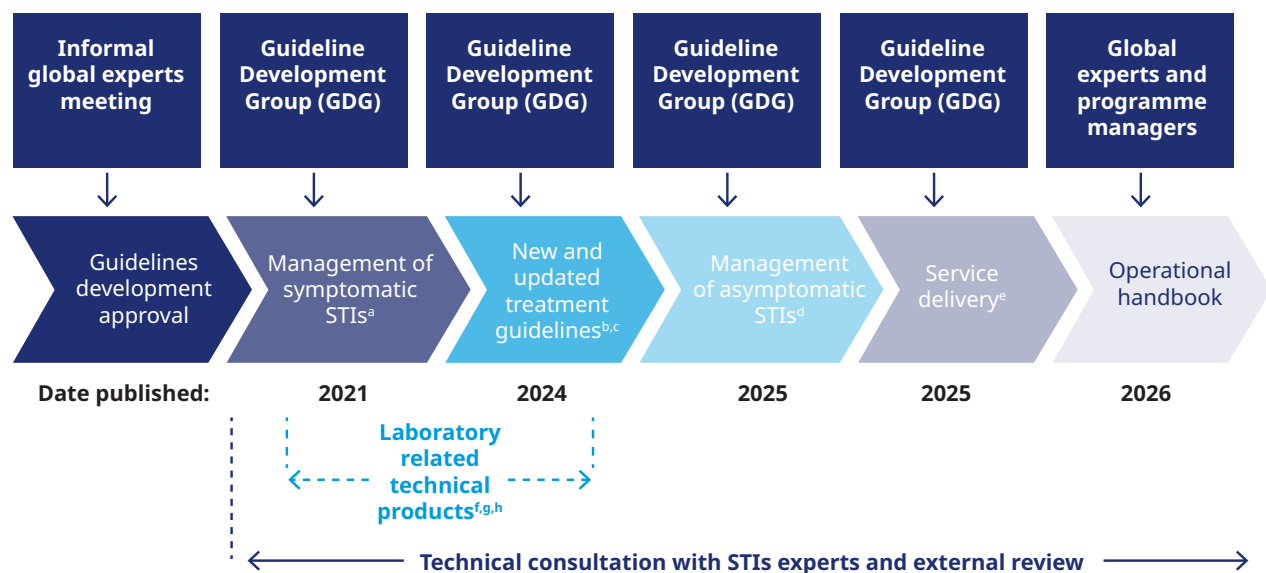 Informal
global experts
meeting
Guideline
Development
Group (GDG)
Guideline
Development
Group (GDG)
Guideline
Development
Group (GDG)
Guideline
Development
Group (GDG)
Global
experts and
programme
managers
Guidelines
development
approval
Management of
symptomatic
STIsᵃ
New and
updated
treatment
guidelinesᵇ,ᶜ
Management
of asymptomatic
STIsᵈ
Service
deliveryᵉ
Operational
handbook
Date published:
2021
2024
2025
2025
2026
Laboratory
related
technical
productsᶠ,ᵍ,ʰ
Technical consultation with STIs experts and external review